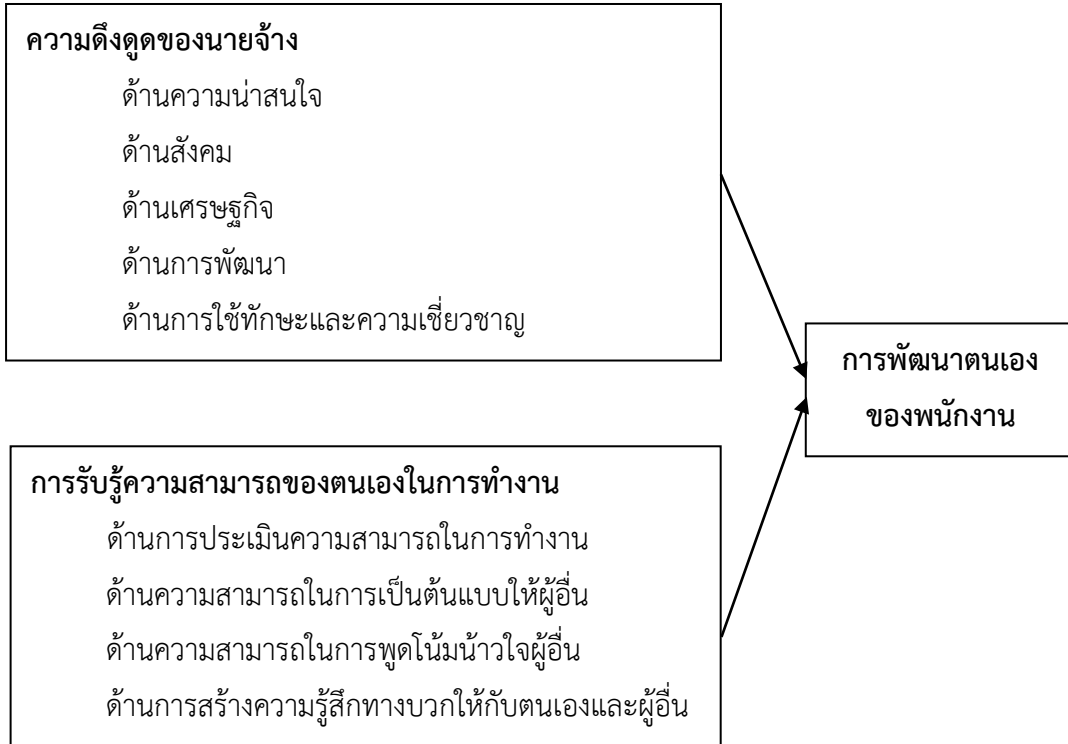 ความดึงดูดของนายจ้าง
ด้านความน่าสนใจ
ด้านสังคม
ด้านเศรษฐกิจ
ด้านการพัฒนา
ด้านการใช้ทักษะและความเชี่ยวชาญ
การพัฒนาตนเอง
ของพนักงาน
การรับรู้ความสามารถของตนเองในการทำงาน
ด้านการประเมินความสามารถในการทำงาน
ด้านความสามารถในการเป็นต้นแบบให้ผู้อื่น
ด้านความสามารถในการพูดโน้มน้าวใจผู้อื่น
ด้านการสร้างความรู้สึกทางบวกให้กับตนเองและผู้อื่น